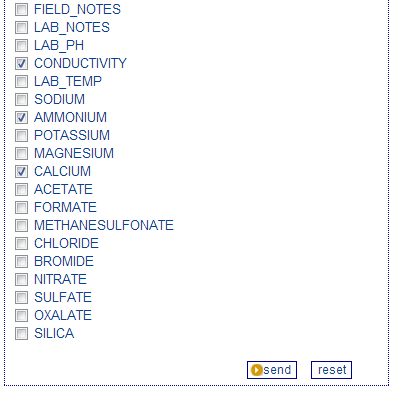 FIELD_NOTES
LAB_NOTES
LAB_PH
CONDUCTIVITY
LAB_TEMP
SODIUM
AMMONIUM
POTASSIUM
MAGNESIUM
CALCIUM
ACETATE
FORMATE
METHANESULFONATE
CHLORIDE
BROMIDE
NITRATE
SULFATE
OXALATE
SILICA
send reset